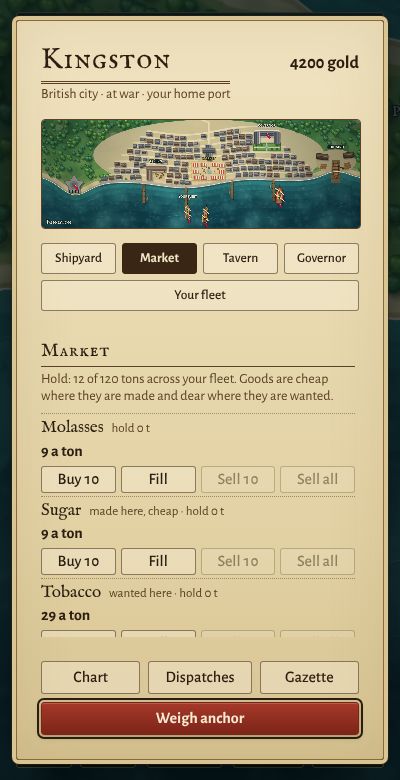 Kingston
4200 gold
British city · at war · your home port
Shipyard
Market
Tavern
Governor
Your fleet
Market
Hold: 12 of 120 tons across your fleet. Goods are cheap
where they are made and dear where they are wanted.
Molasses hold 0 t
9 a ton
Buy 10
Fill
Sell 10
Sell all
Sugar made here, cheap · hold 0 t
9 a ton
Buy 10
Fill
Sell 10
Sell all
Tobacco wanted here · hold 0 t
29 a ton
Chart
Dispatches
Gazette
Weigh anchor